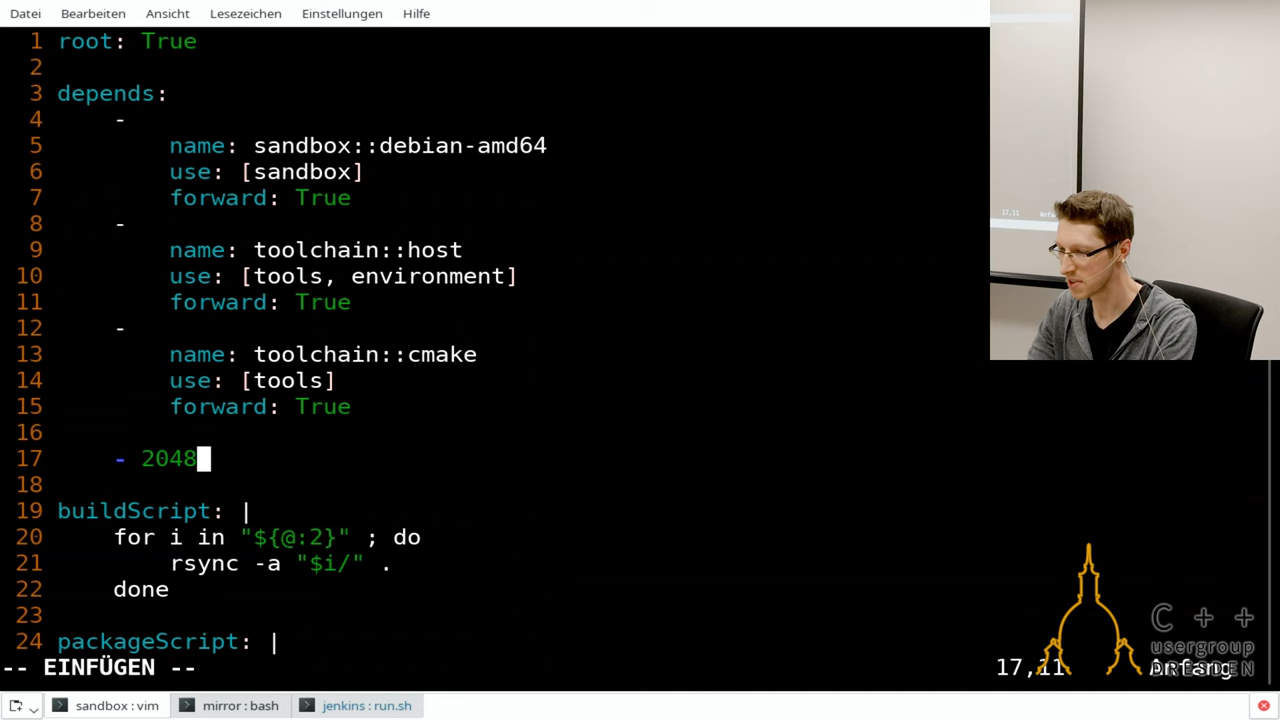 Datei Bearbeiten Ansicht Lesezeichen Einstellungen Hilfe
1 root: True
2
3 depends:
4 -
5 name: sandbox::debian-amd64
6 use: [sandbox]
7 forward: True
8 -
9 name: toolchain::host
10 use: [tools, environment]
11 forward: True
12 -
13 name: toolchain::cmake
14 use: [tools]
15 forward: True
16
17 - 2048
18
19 buildScript: |
20 for i in "${@:2}" ; do
21 rsync -a "$i/" .
22 done
23
24 packageScript: |
-- EINFÜGEN -- 17,11 Anfang
17,11
C++
usergroup
DRESDEN
sandbox : vim mirror : bash jenkins : run.sh